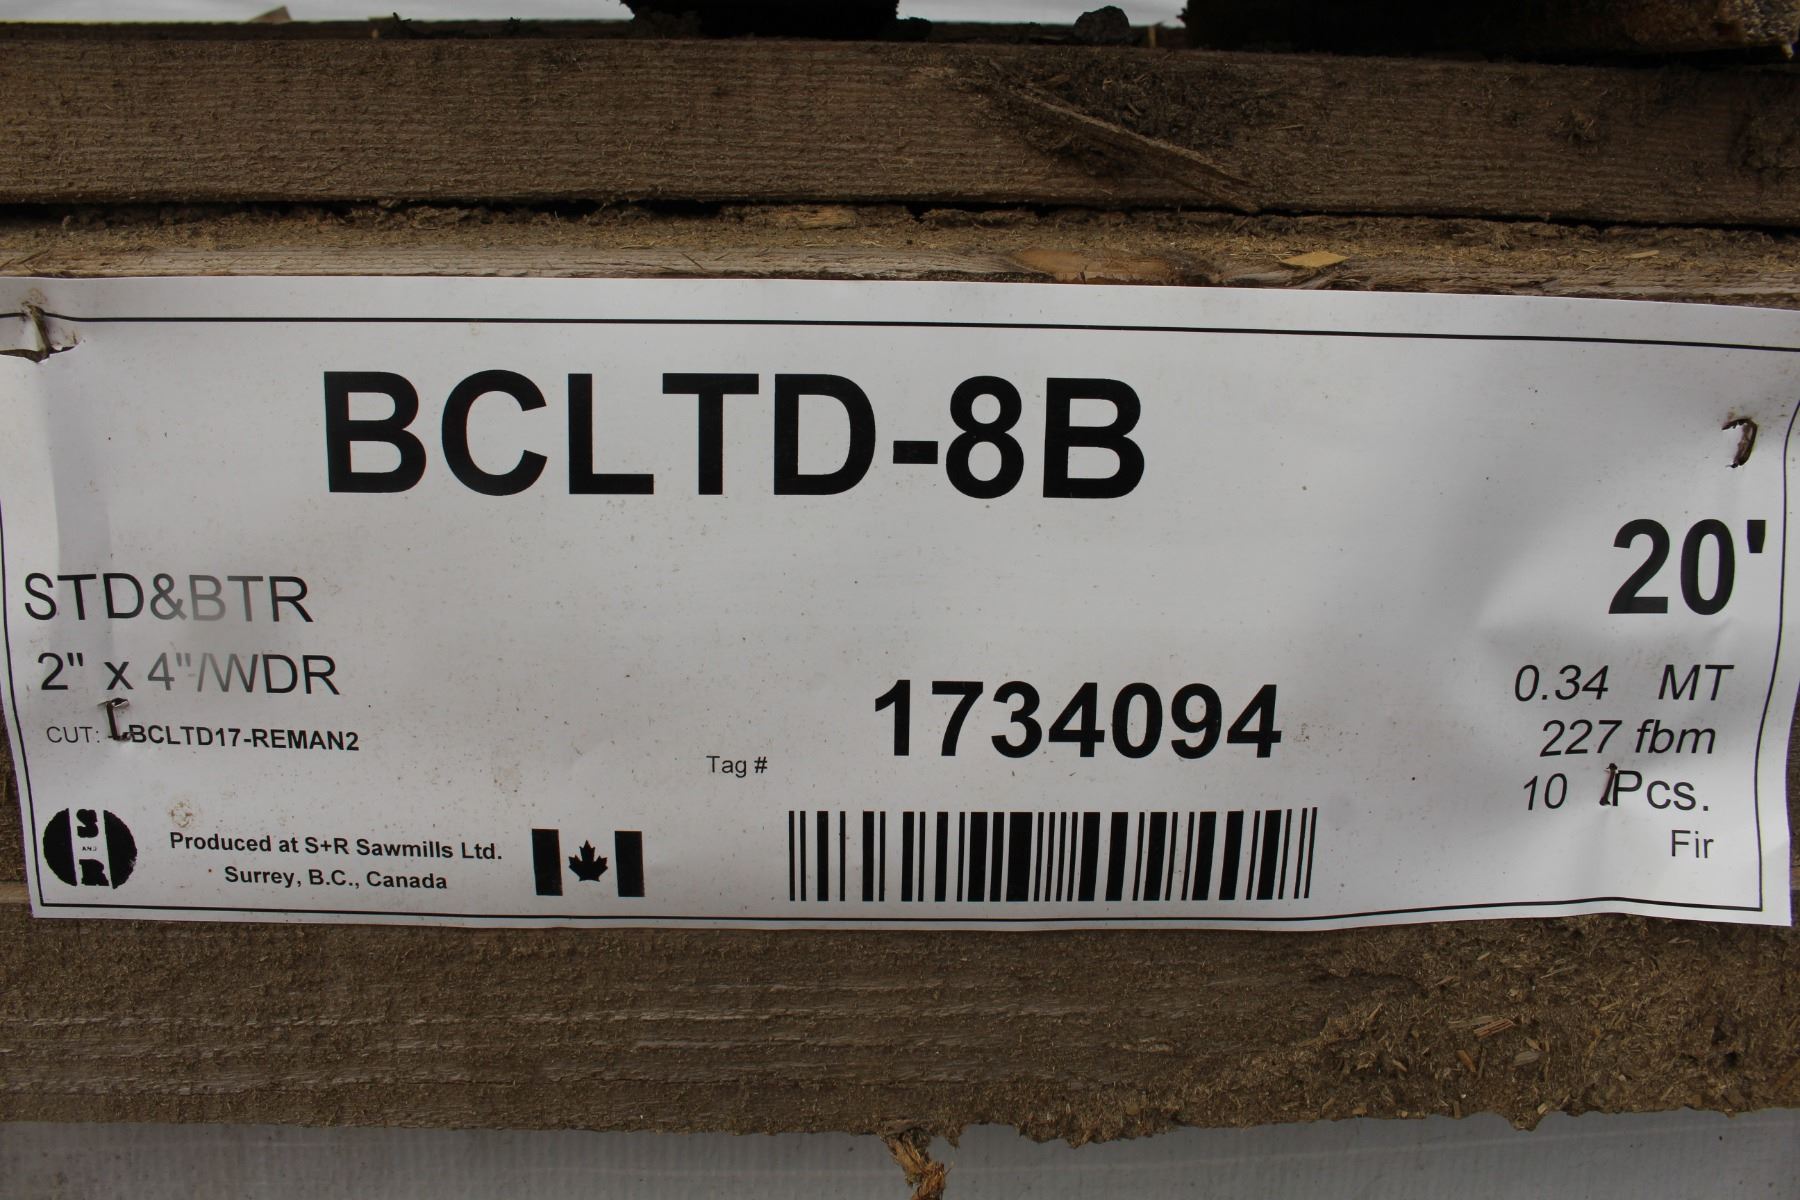 BCLTD-8B
20'
STD&BTR
2" x 4"/WDR
CUT: BCLTD17-REMAN2
Tag # 1734094
0.34 MT
227 fbm
10 Pcs.
Fir
S
AND
R
Produced at S+R Sawmills Ltd.
Surrey, B.C., Canada